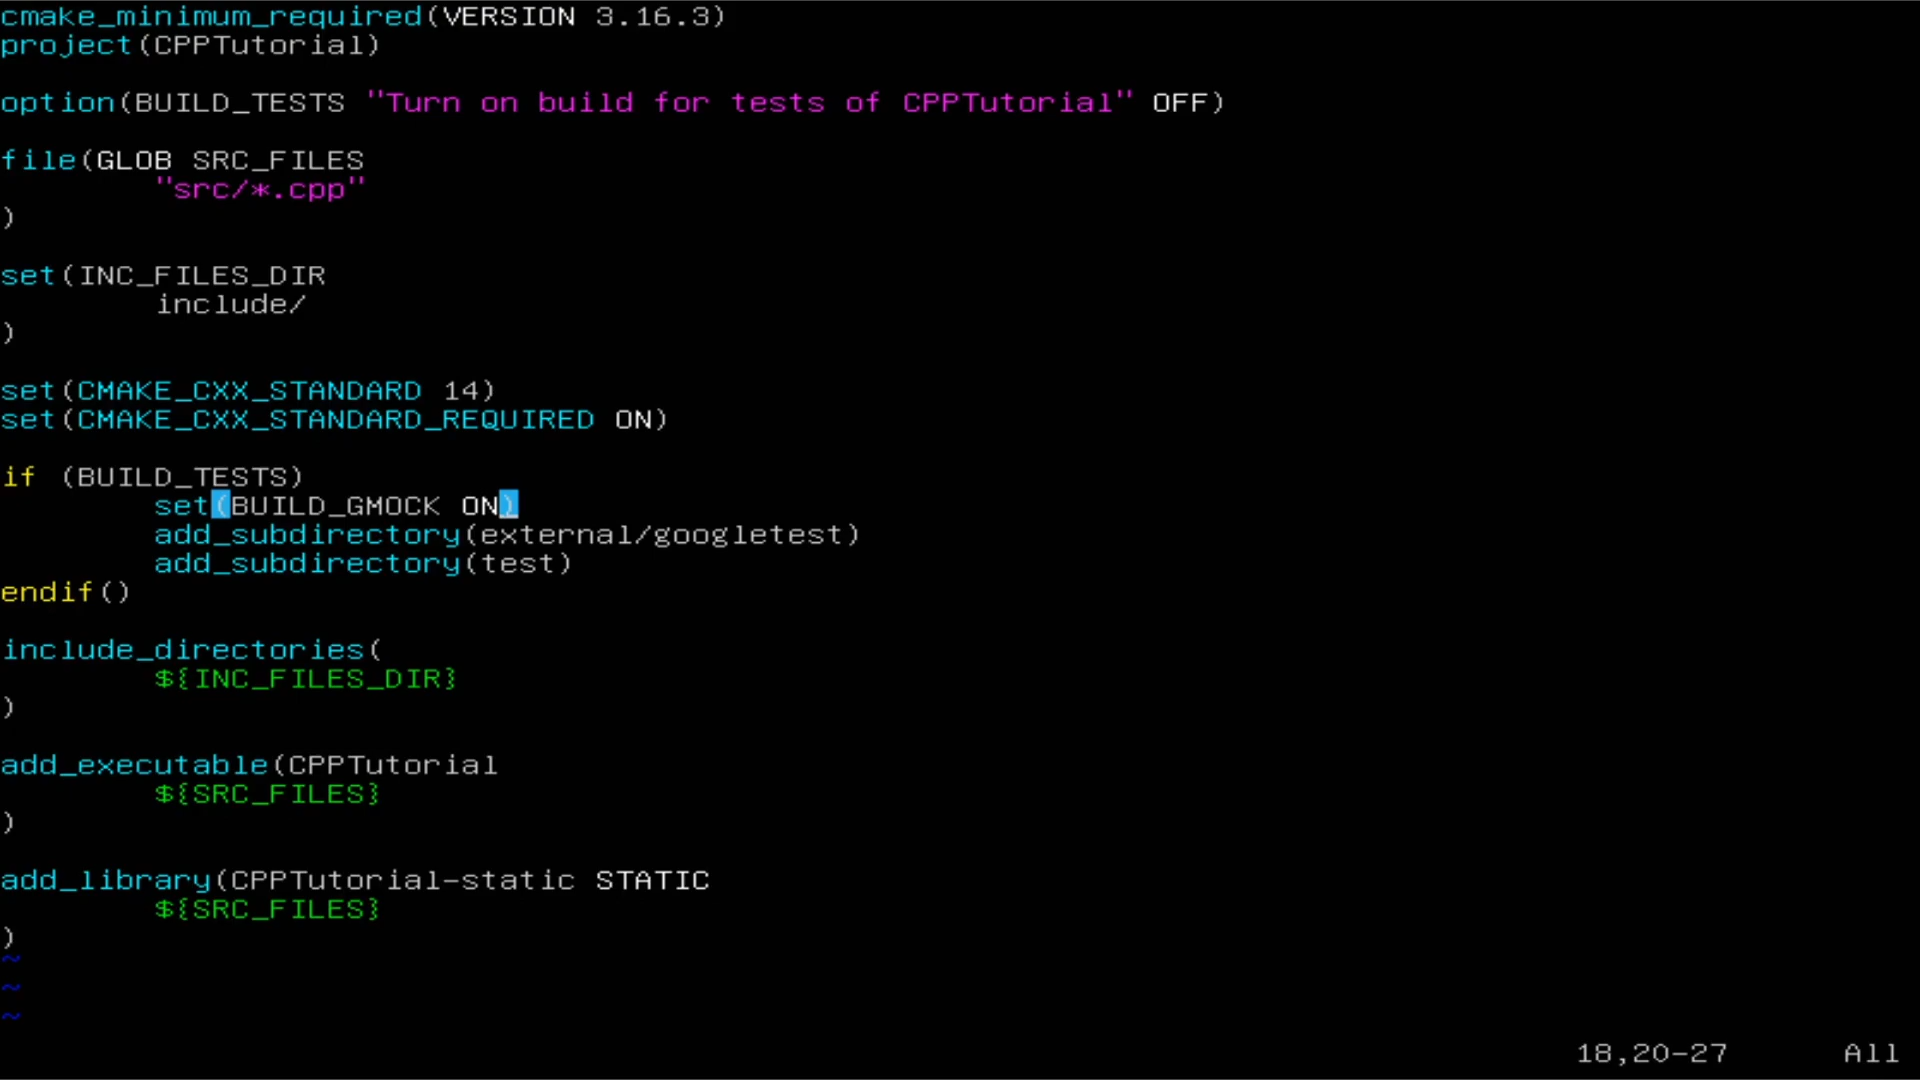 cmake_minimum_required(VERSION 3.16.3)
project(CPPTutorial)

option(BUILD_TESTS "Turn on build for tests of CPPTutorial" OFF)

file(GLOB SRC_FILES
        "src/*.cpp"
)

set(INC_FILES_DIR
        include/
)

set(CMAKE_CXX_STANDARD 14)
set(CMAKE_CXX_STANDARD_REQUIRED ON)

if (BUILD_TESTS)
        set(BUILD_GMOCK ON)
        add_subdirectory(external/googletest)
        add_subdirectory(test)
endif()

include_directories(
        ${INC_FILES_DIR}
)

add_executable(CPPTutorial
        ${SRC_FILES}
)

add_library(CPPTutorial-static STATIC
        ${SRC_FILES}
)
~
~
~
18,20-27 All